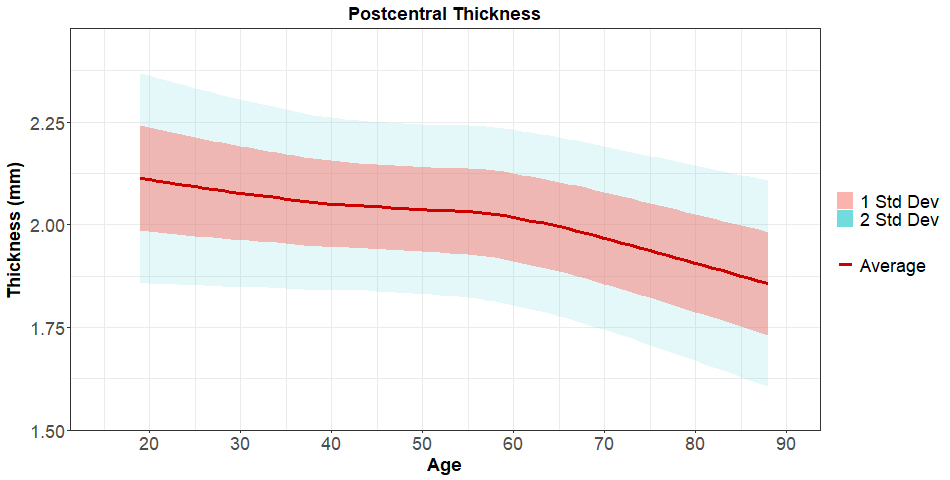 Postcentral Thickness
Thickness (mm)
2.25
2.00
1.75
1.50
20 30 40 50 60 70 80 90
Age
1 Std Dev
2 Std Dev
Average